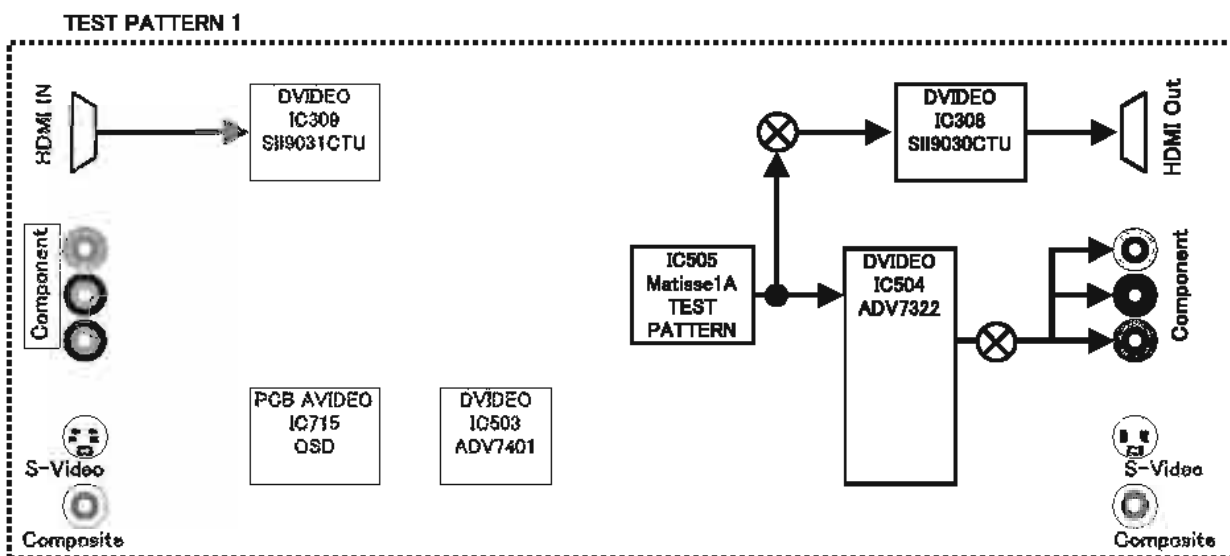 TEST PATTERN 1
HDMI IN
DVIDEO
IC309
SII9031CTU
DVIDEO
IC308
SII9030CTU
HDMI Out
Component
IC505
Matisse1A
TEST
PATTERN
DVIDEO
IC504
ADV7322
Component
PCB AVIDEO
IC715
OSD
DVIDEO
IC503
ADV7401
S-Video
Composite
S-Video
Composite